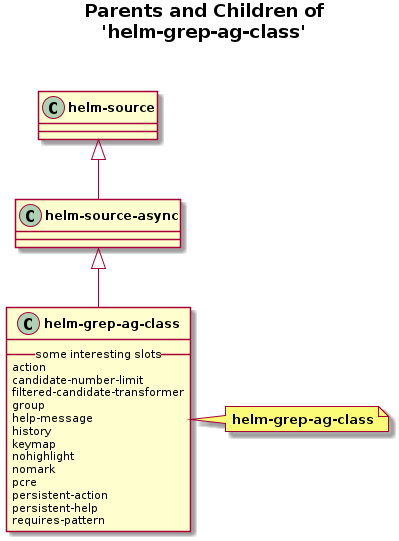 Parents and Children of
'helm-grep-ag-class'
C helm-source
C helm-source-async
C helm-grep-ag-class
some interesting slots
action
candidate-number-limit
filtered-candidate-transformer
group
help-message
history
keymap
nohighlight
nomark
pcre
persistent-action
persistent-help
requires-pattern
helm-grep-ag-class